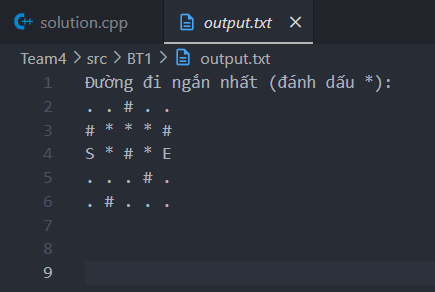 solution.cpp output.txt
Team4 > src > BT1 > output.txt
1 Đường đi ngắn nhất (đánh dấu *):
2 . . # . .
3 # * * * #
4 S * # * E
5 . . . # .
6 . # . . .
7
8
9